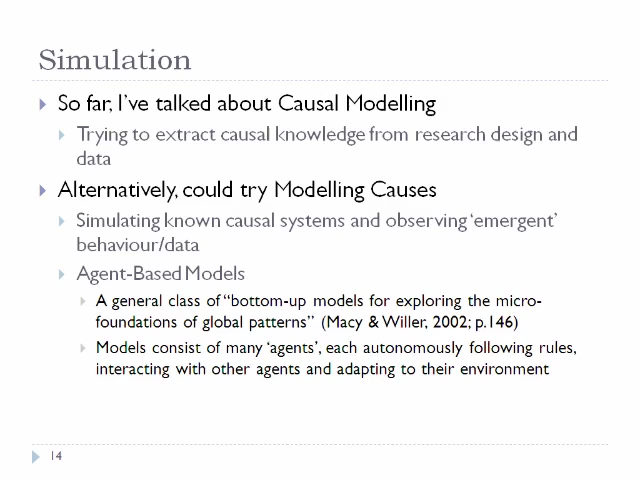 Simulation
So far, I've talked about Causal Modelling
Trying to extract causal knowledge from research design and
data
Alternatively, could try Modelling Causes
Simulating known causal systems and observing ‘emergent’
behaviour/data
Agent-Based Models
A general class of “bottom-up models for exploring the micro-
foundations of global patterns” (Macy & Willer, 2002; p.146)
Models consist of many ‘agents’, each autonomously following rules,
interacting with other agents and adapting to their environment
14